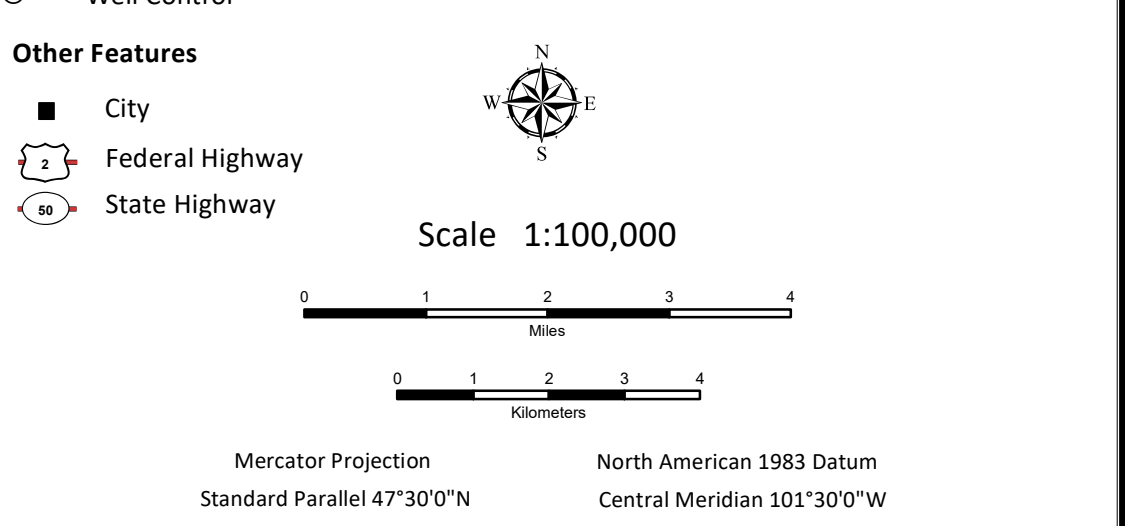 Well Control
Other Features
N
W E
S
City
2 Federal Highway
50 State Highway
Scale 1:100,000
0 1 2 3 4
Miles
0 1 2 3 4
Kilometers
Mercator Projection North American 1983 Datum
Standard Parallel 47°30'0"N Central Meridian 101°30'0"W